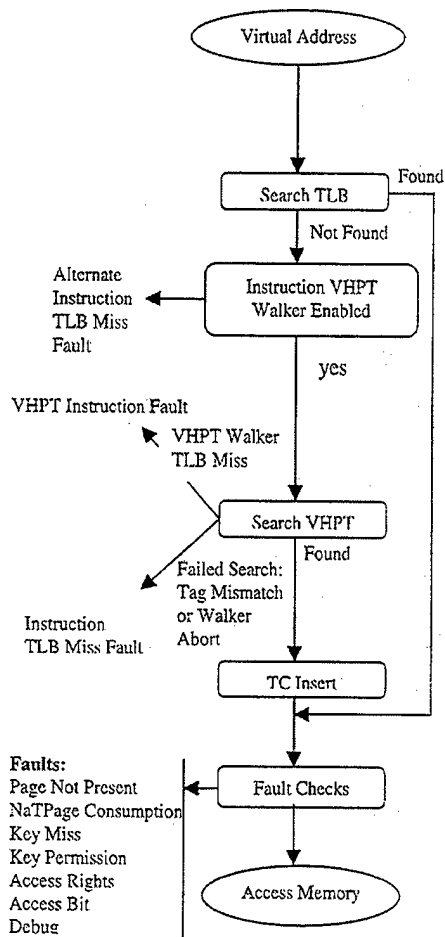 Virtual Address
Search TLB
Found
Not Found
Alternate
Instruction
TLB Miss
Fault
Instruction VHPT
Walker Enabled
yes
VHPT Instruction Fault
VHPT Walker
TLB Miss
Search VHPT
Found
Failed Search:
Tag Mismatch
or Walker
Abort
Instruction
TLB Miss Fault
TC Insert
Faults:
Page Not Present
NaTPage Consumption
Key Miss
Key Permission
Access Rights
Access Bit
Debug
Fault Checks
Access Memory